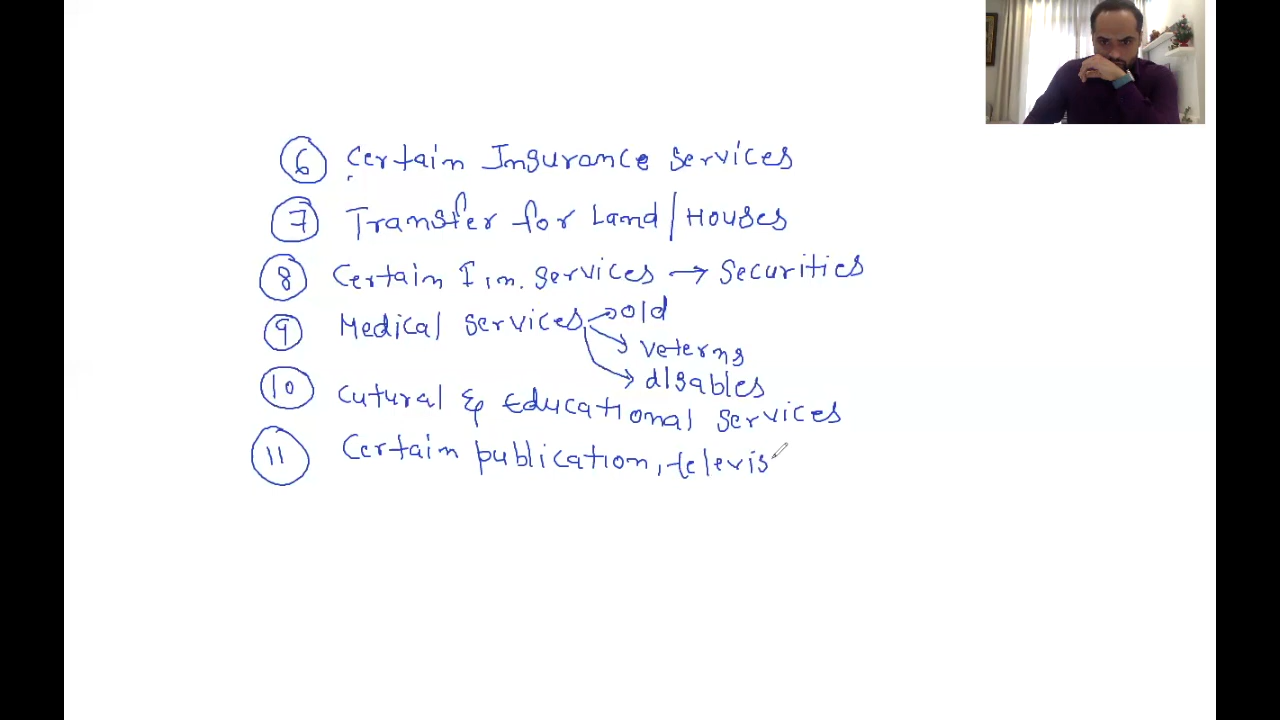 6 Certain Insurance Services
7 Transfer for Land/Houses
8 Certain Fin. Services → Securities
9 Medical Services → old
→ veterns
→ disables
10 Cutural & Educational Services
11 Certain publication, televis